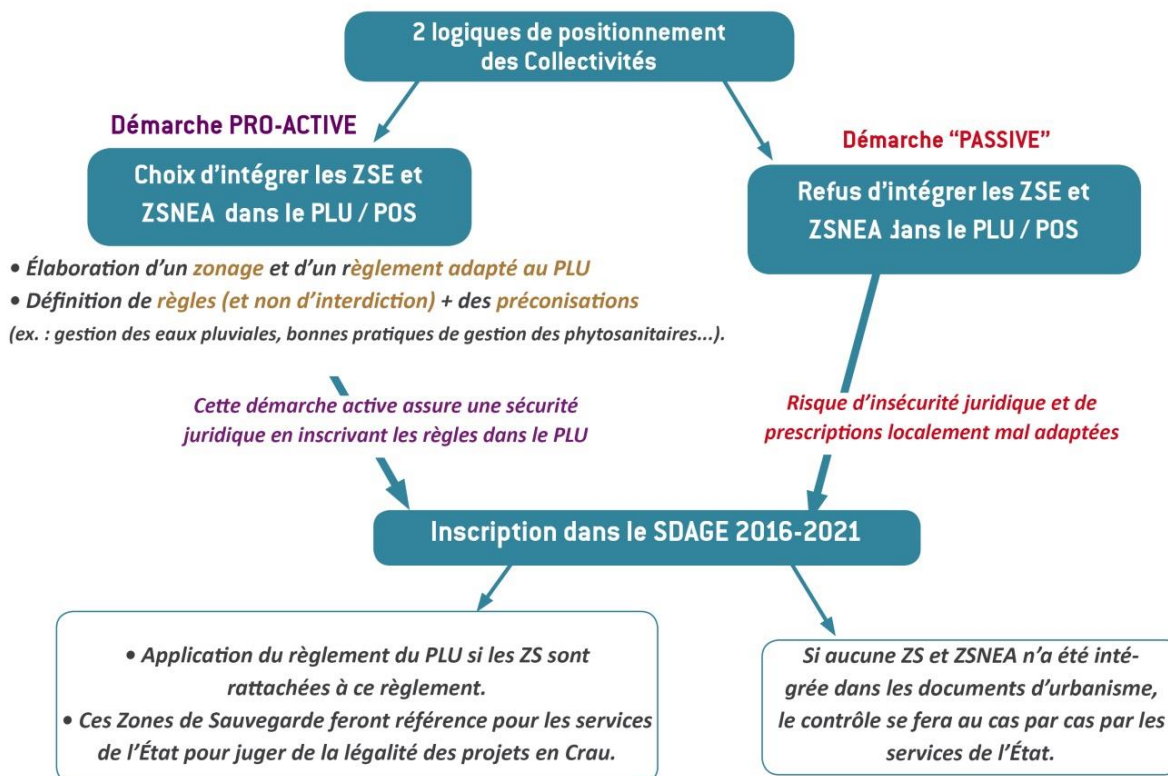 2 logiques de positionnement
des Collectivités
Démarche PRO-ACTIVE
Choix d'intégrer les ZSE et
ZSNEA dans le PLU / POS
• Élaboration d'un zonage et d'un règlement adapté au PLU
• Définition de règles (et non d'interdiction) + des préconisations
(ex. : gestion des eaux pluviales, bonnes pratiques de gestion des phytosanitaires...).
Cette démarche active assure une sécurité
juridique en inscrivant les règles dans le PLU
Démarche “PASSIVE”
Refus d'intégrer les ZSE et
ZSNEA dans le PLU / POS
Risque d'insécurité juridique et de
prescriptions localement mal adaptées
Inscription dans le SDAGE 2016-2021
• Application du règlement du PLU si les ZS sont
rattachées à ce règlement.
• Ces Zones de Sauvegarde feront référence pour les services
de l'État pour juger de la légalité des projets en Crau.
Si aucune ZS et ZSNEA n'a été inté-
grée dans les documents d'urbanisme,
le contrôle se fera au cas par cas par les
services de l'État.